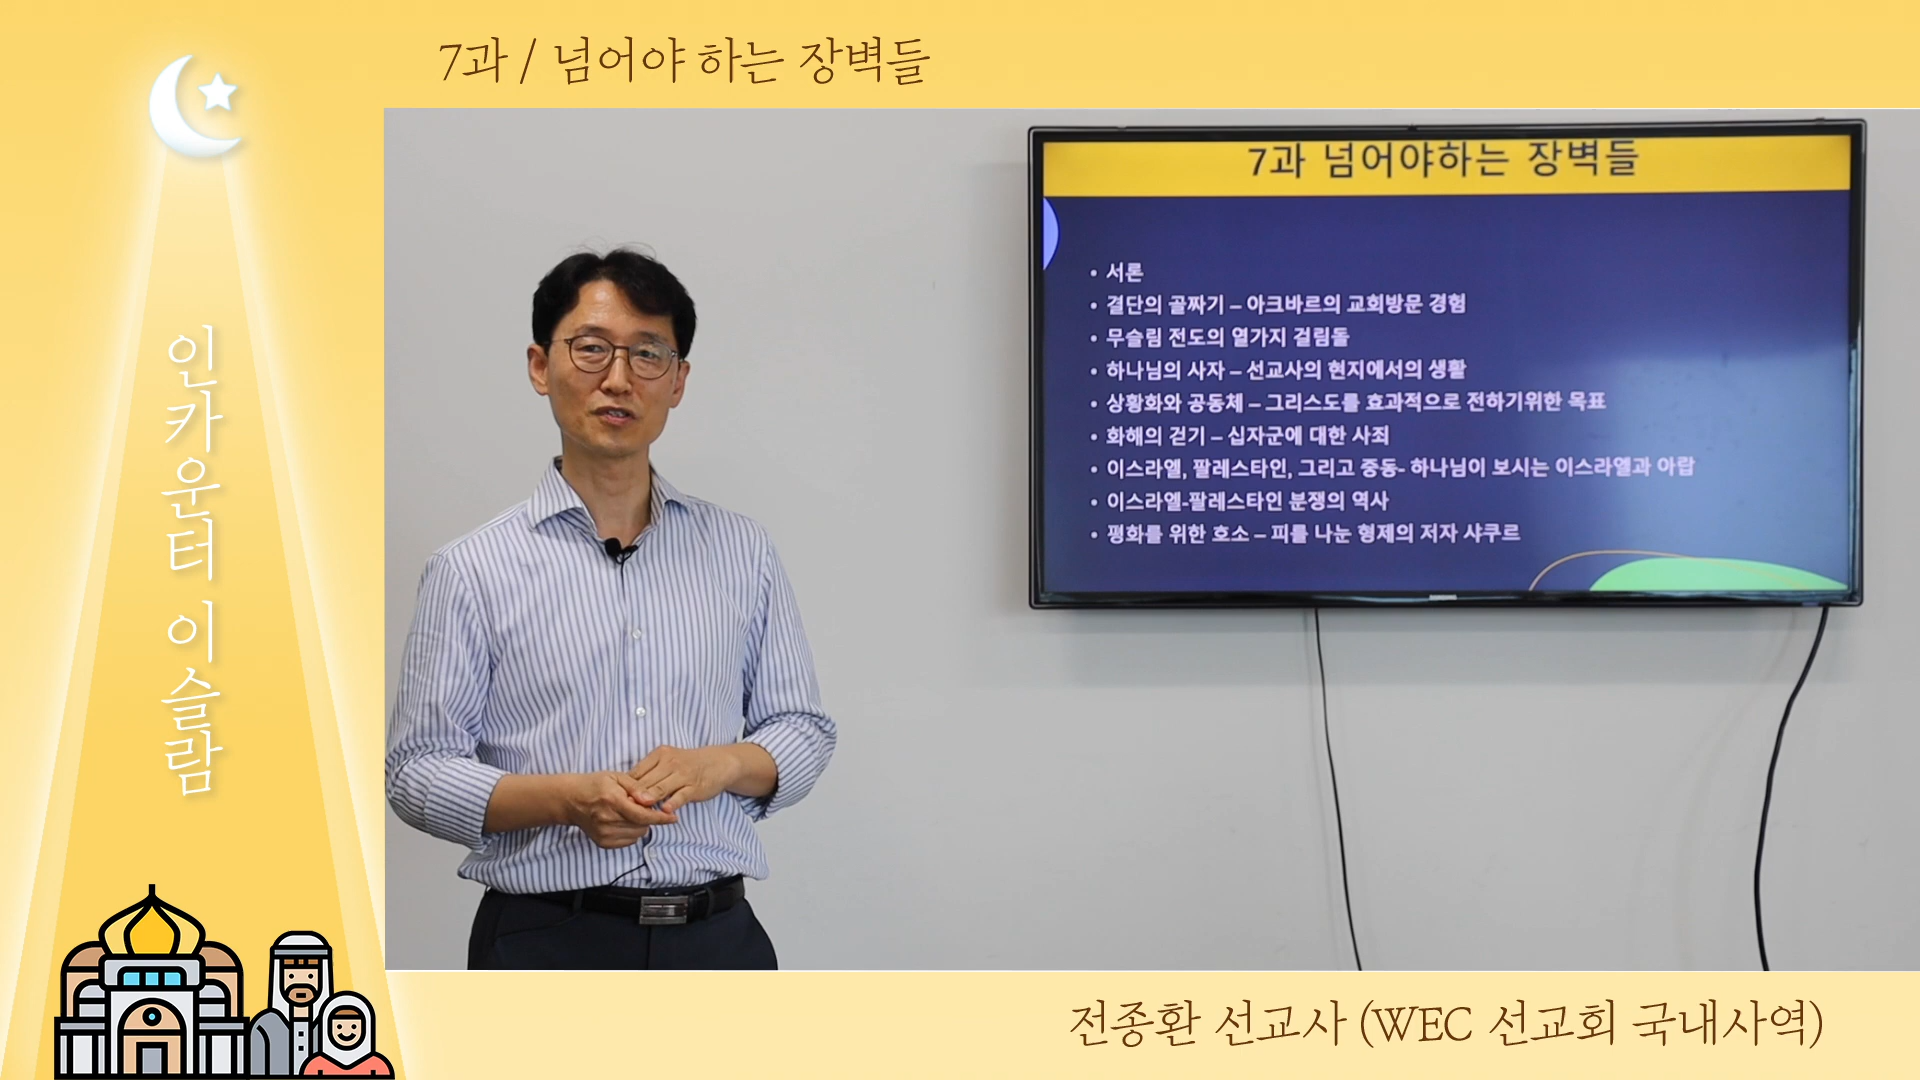 7과 / 넘어야 하는 장벽들
인카운터 이슬람
7과 넘어야하는 장벽들
• 서론
• 결단의 골짜기 – 아크바르의 교회방문 경험
• 무슬림 전도의 열가지 걸림돌
• 하나님의 사자 – 선교사의 현지에서의 생활
• 상황화와 공동체 – 그리스도를 효과적으로 전하기위한 목표
• 화해의 걷기 – 십자군에 대한 사죄
• 이스라엘, 팔레스타인, 그리고 중동- 하나님이 보시는 이스라엘과 아랍
• 이스라엘-팔레스타인 분쟁의 역사
• 평화를 위한 호소 – 피를 나눈 형제의 저자 샤쿠르
SAMSUNG
전종환 선교사 (WEC 선교회 국내사역)